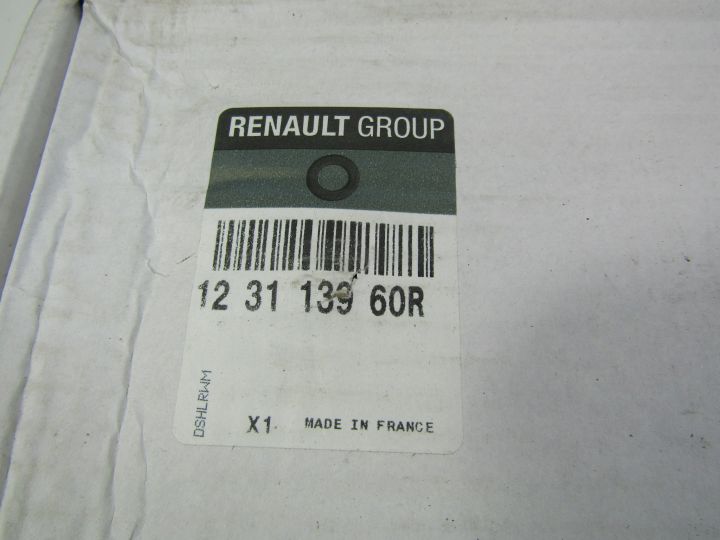 RENAULT GROUP
12 31 139 60R
DSHLRWM
X1 MADE IN FRANCE